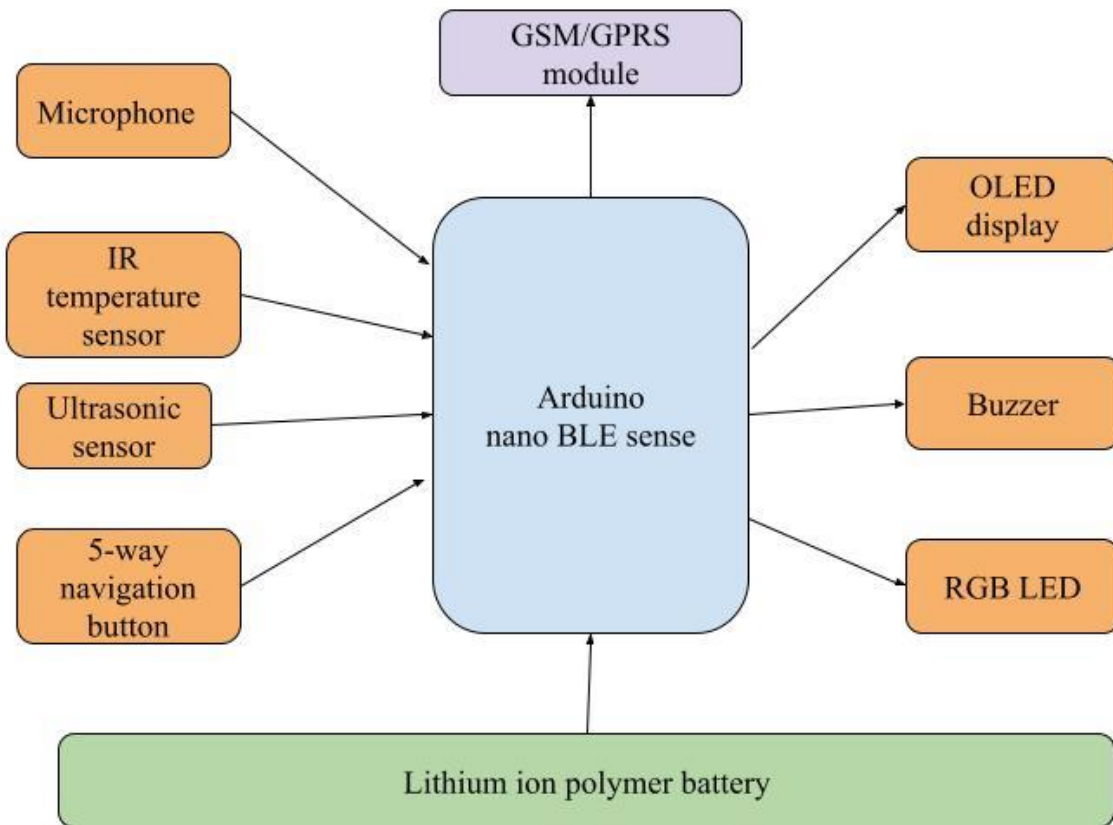 GSM/GPRS
module
Microphone
OLED
display
IR
temperature
sensor
Ultrasonic
sensor
Arduino
nano BLE sense
Buzzer
5-way
navigation
button
RGB LED
Lithium ion polymer battery